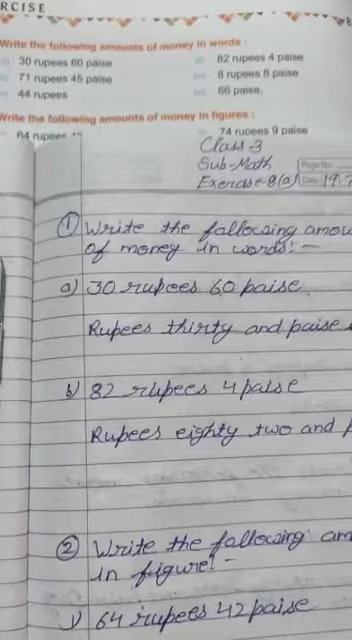 RCISE
Write the following amounts of money in words :
(i) 30 rupees 60 paise (ii) 82 rupees 4 paise
71 rupees 45 paise 8 rupees 8 paise
44 rupees 66 paise.
Write the following amounts of money in figures :
64 rupees 74 rupees 9 paise
Class-3
Sub-Math Page No.
Exercise-8(a) Date 19.7
① Write the following amou
of money in words:-
a) 30 rupees 60 paise.
Rupees thirty and paise
b) 82 rupees 4 paise
Rupees eighty two and p
② Write the following am
in figure:-
64 rupees 42 paise